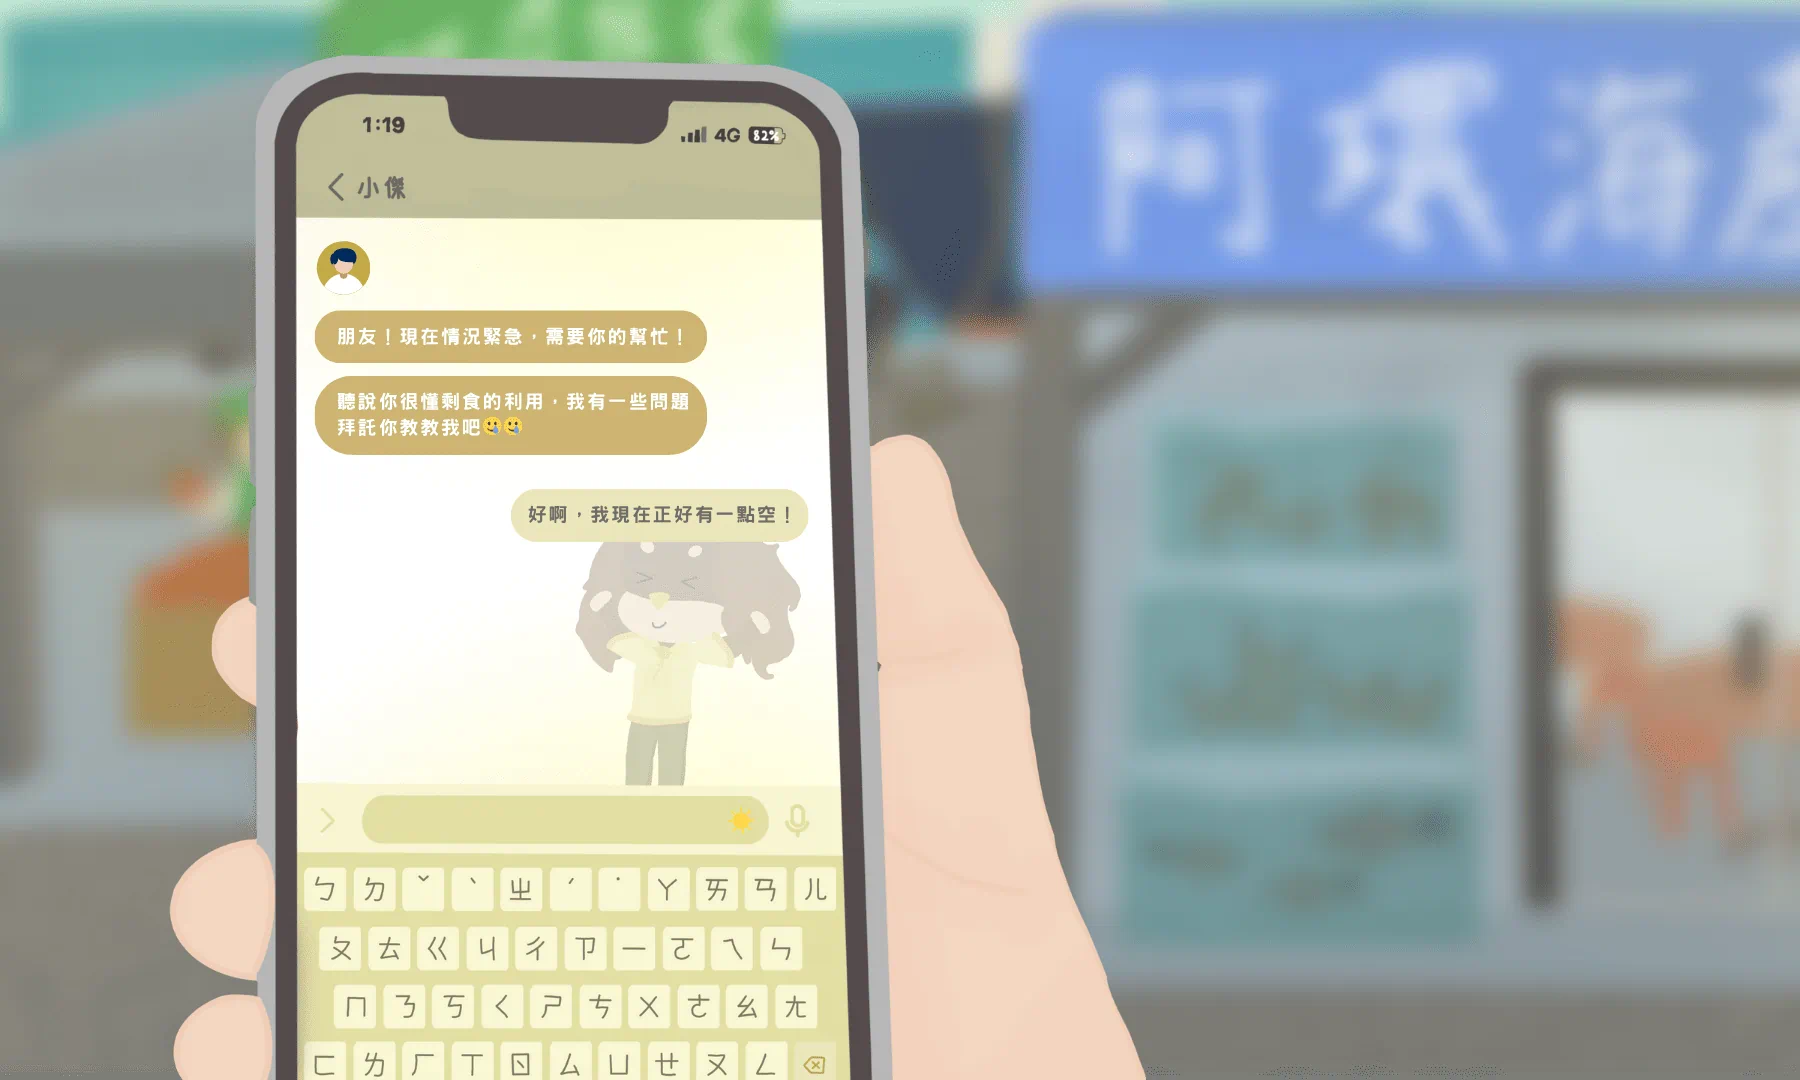 1:19
4G 82%
小傑
朋友！現在情況緊急，需要你的幫忙！
聽說你很懂剩食的利用，我有一些問題
拜託你教教我吧
好啊，我現在正好有一點空！
ㄅ ㄉ ˇ ˋ ㄓ ˊ ˙ ㄚ ㄞ ㄢ ㄦ
ㄆ ㄊ ㄍ ㄐ ㄔ ㄗ ㄧ ㄛ ㄟ ㄣ
ㄇ ㄋ ㄎ ㄑ ㄕ ㄘ ㄨ ㄜ ㄠ ㄤ
ㄈ ㄌ ㄏ ㄒ ㄖ ㄙ ㄩ ㄝ ㄡ ㄥ
阿 海產